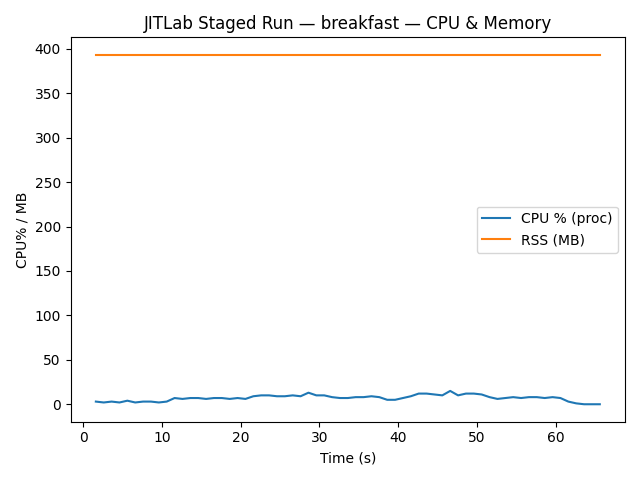 JITLab Staged Run — breakfast — CPU & Memory
400
350
300
250
200
150
100
50
0
CPU% / MB
CPU % (proc)
RSS (MB)
0 10 20 30 40 50 60
Time (s)